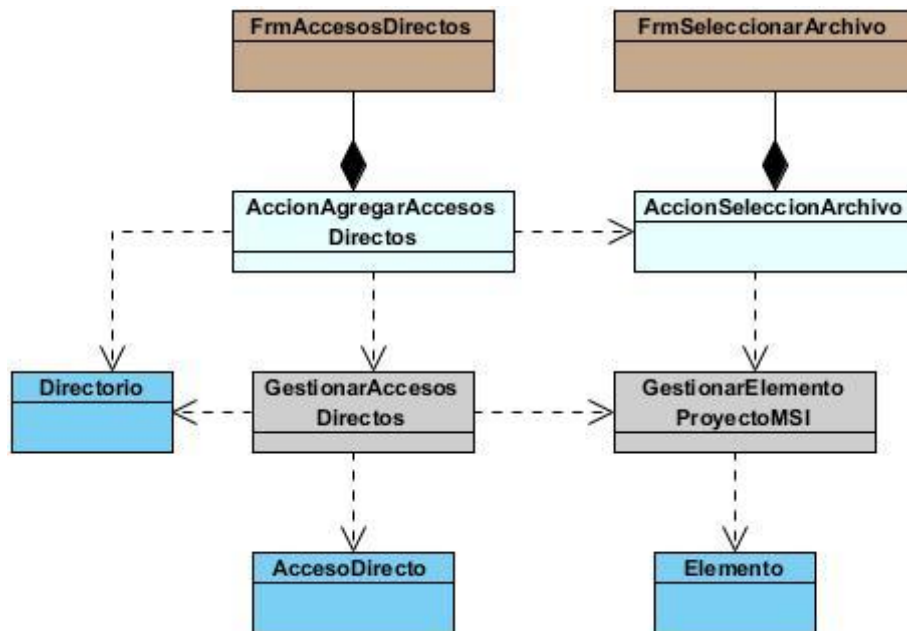 FrmAccesosDirectos
FrmSeleccionarArchivo
AccionAgregarAccesos
Directos
AccionSeleccionArchivo
Directorio
GestionarAccesos
Directos
GestionarElemento
ProyectoMSI
AccesoDirecto
Elemento